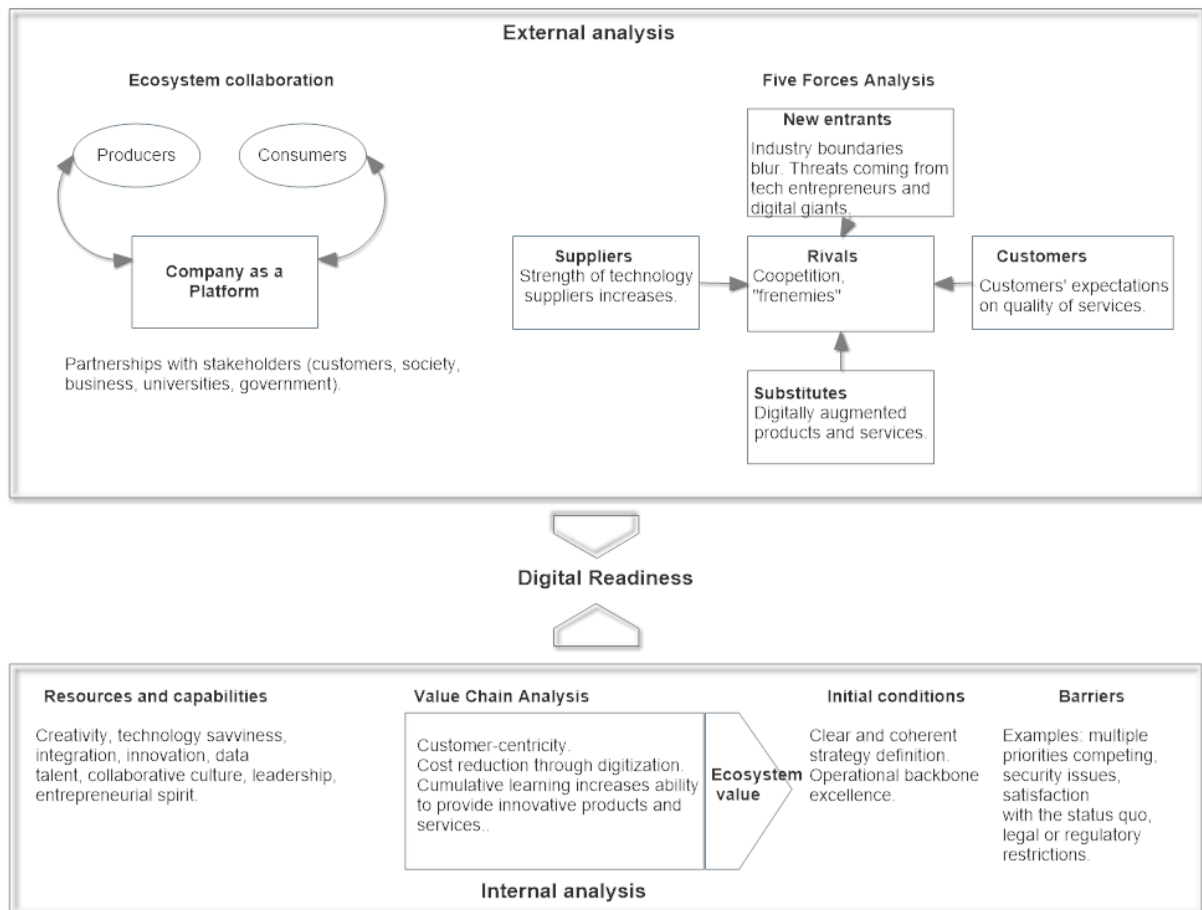 External analysis
Ecosystem collaboration
Producers
Consumers
Company as a
Platform
Partnerships with stakeholders (customers, society,
business, universities, government).
Five Forces Analysis
New entrants
Industry boundaries
blur. Threats coming from
tech entrepreneurs and
digital giants.
Suppliers
Strength of technology
suppliers increases.
Rivals
Coopetition,
"frenemies"
Customers
Customers' expectations
on quality of services.
Substitutes
Digitally augmented
products and services.
Digital Readiness
Resources and capabilities
Creativity, technology savviness,
integration, innovation, data
talent, collaborative culture, leadership,
entrepreneurial spirit.
Value Chain Analysis
Customer-centricity.
Cost reduction through digitization.
Cumulative learning increases ability
to provide innovative products and
services..
Ecosystem
value
Initial conditions
Clear and coherent
strategy definition.
Operational backbone
excellence.
Barriers
Examples: multiple
priorities competing,
security issues,
satisfaction
with the status quo,
legal or regulatory
restrictions.
Internal analysis